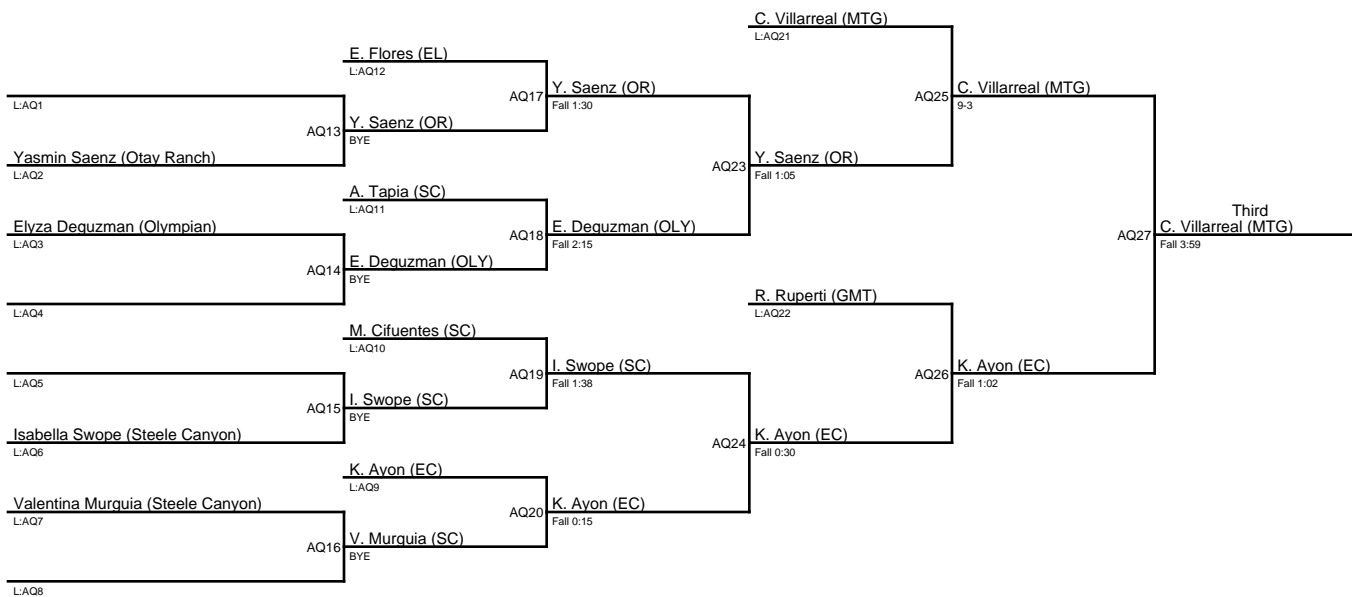 C. Villarreal (MTG)
L:AQ21
E. Flores (EL)
L:AQ12
AQ17
Y. Saenz (OR)
Fall 1:30
AQ25
C. Villarreal (MTG)
9-3
L:AQ1
AQ13
Y. Saenz (OR)
BYE
Yasmin Saenz (Otay Ranch)
L:AQ2
AQ23
Y. Saenz (OR)
Fall 1:05
A. Tapia (SC)
L:AQ11
Elyza Deguzman (Olympian)
L:AQ3
AQ18
E. Deguzman (OLY)
Fall 2:15
AQ27
Third
C. Villarreal (MTG)
Fall 3:59
AQ14
E. Deguzman (OLY)
BYE
L:AQ4
R. Ruperti (GMT)
L:AQ22
M. Cifuentes (SC)
L:AQ10
L:AQ5
AQ19
I. Swope (SC)
Fall 1:38
AQ26
K. Ayon (EC)
Fall 1:02
AQ15
I. Swope (SC)
BYE
Isabella Swope (Steele Canyon)
L:AQ6
AQ24
K. Ayon (EC)
Fall 0:30
K. Ayon (EC)
L:AQ9
Valentina Murguia (Steele Canyon)
L:AQ7
AQ20
K. Ayon (EC)
Fall 0:15
AQ16
V. Murguia (SC)
BYE
L:AQ8